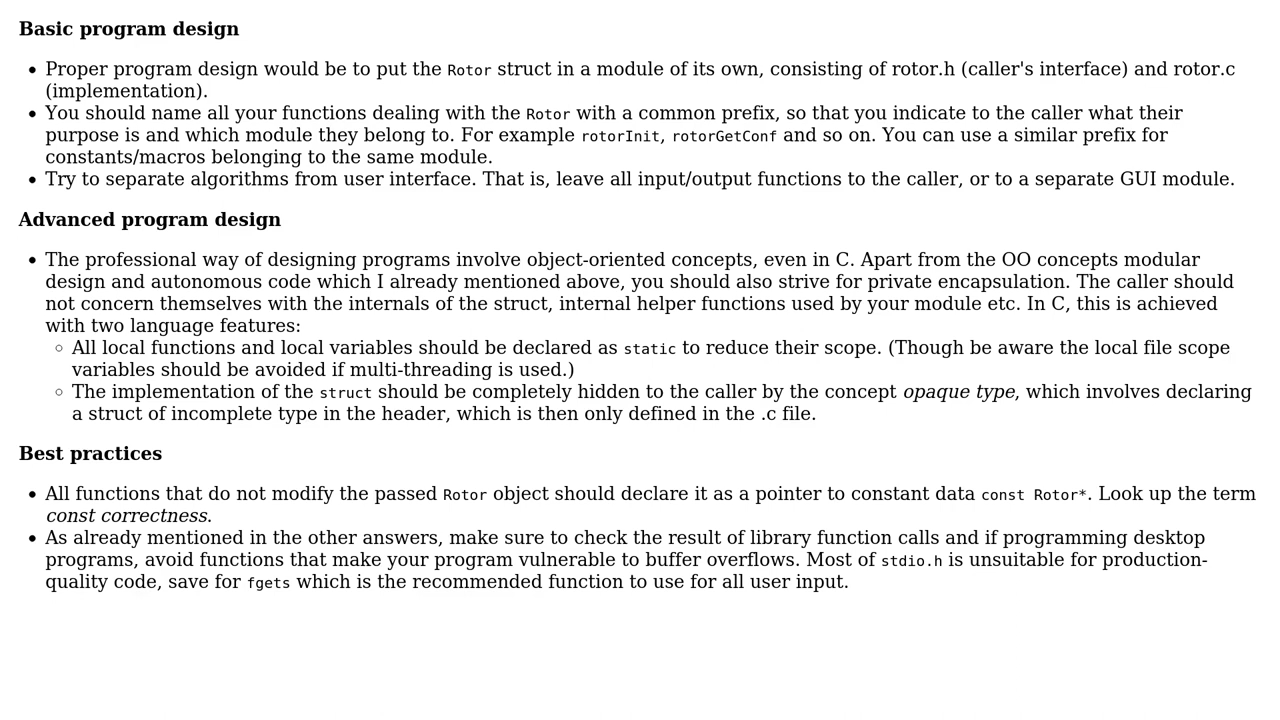 Basic program design
• Proper program design would be to put the Rotor struct in a module of its own, consisting of rotor.h (caller's interface) and rotor.c
(implementation).
• You should name all your functions dealing with the Rotor with a common prefix, so that you indicate to the caller what their
purpose is and which module they belong to. For example rotorInit, rotorGetConf and so on. You can use a similar prefix for
constants/macros belonging to the same module.
• Try to separate algorithms from user interface. That is, leave all input/output functions to the caller, or to a separate GUI module.
Advanced program design
• The professional way of designing programs involve object-oriented concepts, even in C. Apart from the OO concepts modular
design and autonomous code which I already mentioned above, you should also strive for private encapsulation. The caller should
not concern themselves with the internals of the struct, internal helper functions used by your module etc. In C, this is achieved
with two language features:
◦ All local functions and local variables should be declared as static to reduce their scope. (Though be aware the local file scope
variables should be avoided if multi-threading is used.)
◦ The implementation of the struct should be completely hidden to the caller by the concept opaque type, which involves declaring
a struct of incomplete type in the header, which is then only defined in the .c file.
Best practices
• All functions that do not modify the passed Rotor object should declare it as a pointer to constant data const Rotor*. Look up the term
const correctness.
• As already mentioned in the other answers, make sure to check the result of library function calls and if programming desktop
programs, avoid functions that make your program vulnerable to buffer overflows. Most of stdio.h is unsuitable for production-
quality code, save for fgets which is the recommended function to use for all user input.